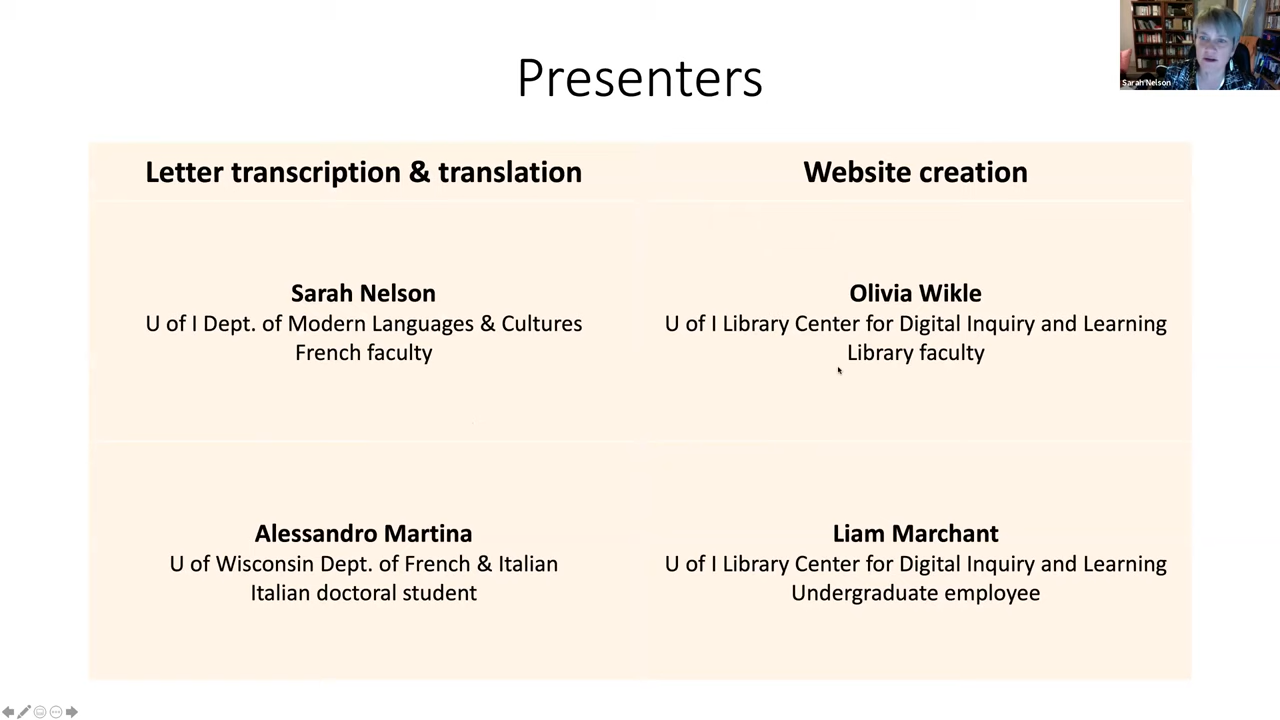 Presenters
Sarah Nelson
Letter transcription & translation
Website creation
Sarah Nelson
U of I Dept. of Modern Languages & Cultures
French faculty
Olivia Wikle
U of I Library Center for Digital Inquiry and Learning
Library faculty
Alessandro Martina
U of Wisconsin Dept. of French & Italian
Italian doctoral student
Liam Marchant
U of I Library Center for Digital Inquiry and Learning
Undergraduate employee